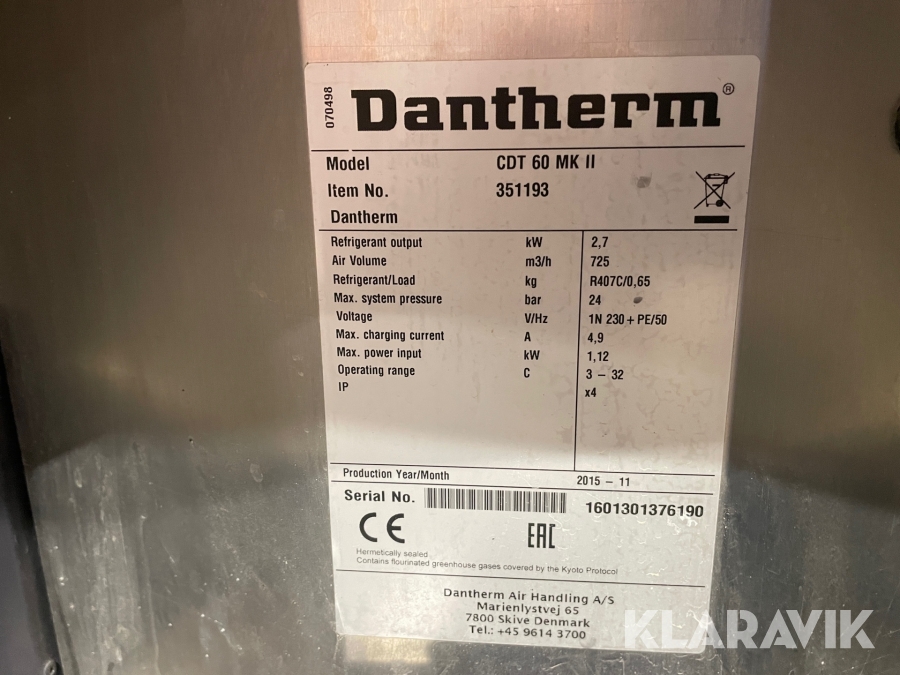 070498
Dantherm®
Model CDT 60 MK II
Item No. 351193
Dantherm
Refrigerant output kW 2,7
Air Volume m3/h 725
Refrigerant/Load kg R407C/0,65
Max. system pressure bar 24
Voltage V/Hz 1N 230 + PE/50
Max. charging current A 4,9
Max. power input kW 1,12
Operating range C 3 – 32
IP x4
Production Year/Month 2015 – 11
Serial No. 1601301376190
CE EAC
Hermetically sealed.
Contains flourinated greenhouse gases covered by the Kyoto Protocol
Dantherm Air Handling A/S
Marienlystvej 65
7800 Skive Denmark
Tel.: +45 9614 3700
KLARAVIK